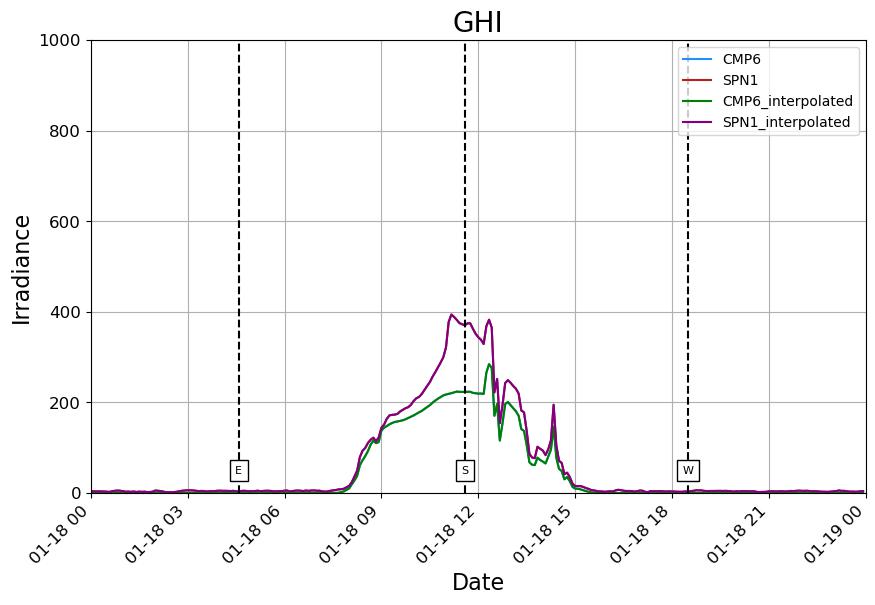 GHI
1000
800
600
400
200
0
Irradiance
CMP6
SPN1
CMP6_interpolated
SPN1_interpolated
E
S
W
01-18 00
01-18 03
01-18 06
01-18 09
01-18 12
01-18 15
01-18 18
01-18 21
01-19 00
Date